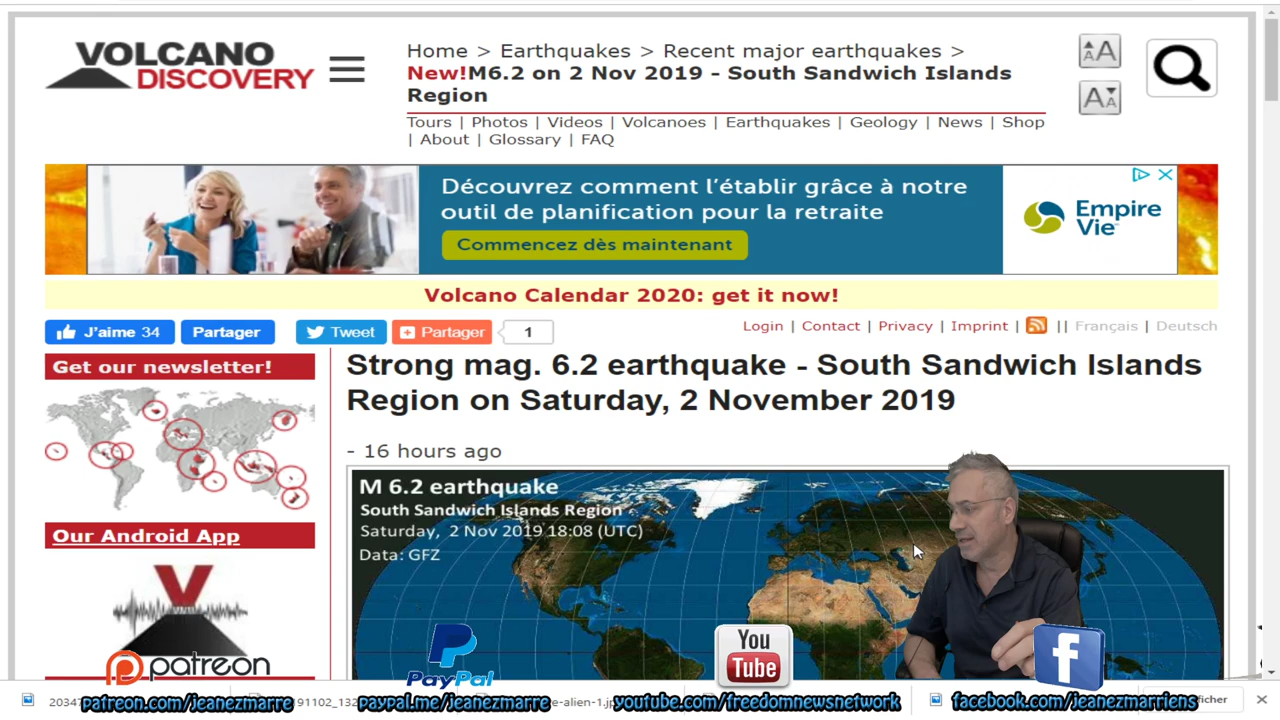 VOLCANO
DISCOVERY
Home > Earthquakes > Recent major earthquakes >
New!M6.2 on 2 Nov 2019 - South Sandwich Islands
Region
Tours | Photos | Videos | Volcanoes | Earthquakes | Geology | News | Shop
| About | Glossary | FAQ
AA
AA
Découvrez comment l'établir grâce à notre
outil de planification pour la retraite
Commencez dès maintenant
Empire
Vie
Volcano Calendar 2020: get it now!
J'aime 34
Partager
Tweet
Partager
1
Login | Contact | Privacy | Imprint | || Français | Deutsch
Get our newsletter!
Strong mag. 6.2 earthquake - South Sandwich Islands
Region on Saturday, 2 November 2019
- 16 hours ago
M 6.2 earthquake
South Sandwich Islands Region
Saturday, 2 Nov 2019 18:08 (UTC)
Data: GFZ
Our Android App
patreon
PayPal
You
Tube
f
patreon.com/jeanezmarre
paypal.me/jeanezmarre
youtube.com/freedomnewsnetwork
facebook.com/jeanezmarriens